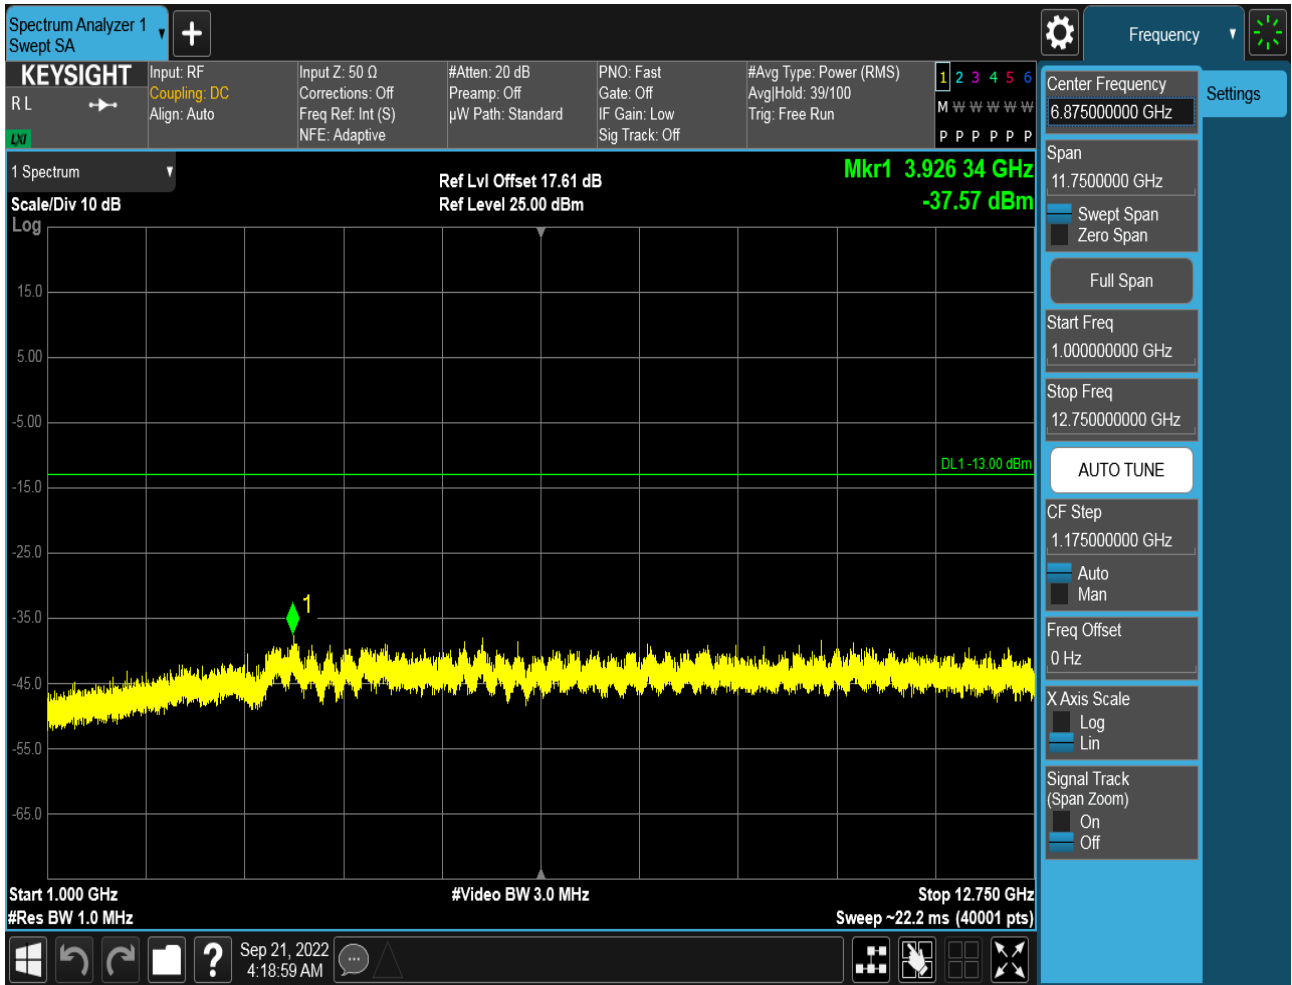 Spectrum Analyzer 1
Swept SA
+
Frequency
KEYSIGHT
R L
LXI
Input: RF
Coupling: DC
Align: Auto
Input Z: 50 Ω
Corrections: Off
Freq Ref: Int (S)
NFE: Adaptive
#Atten: 20 dB
Preamp: Off
µW Path: Standard
PNO: Fast
Gate: Off
IF Gain: Low
Sig Track: Off
#Avg Type: Power (RMS)
Avg|Hold: 39/100
Trig: Free Run
1 2 3 4 5 6
M W W W W W
P P P P P P
1 Spectrum
Scale/Div 10 dB
Log
Ref Lvl Offset 17.61 dB
Ref Level 25.00 dBm
Mkr1 3.926 34 GHz
-37.57 dBm
15.0
5.00
-5.00
DL1 -13.00 dBm
-15.0
-25.0
1
-35.0
-45.0
-55.0
-65.0
Start 1.000 GHz
#Video BW 3.0 MHz
Stop 12.750 GHz
#Res BW 1.0 MHz
Sweep ~22.2 ms (40001 pts)
?
Sep 21, 2022
4:18:59 AM
Center Frequency
6.875000000 GHz
Settings
Span
11.7500000 GHz
Swept Span
Zero Span
Full Span
Start Freq
1.000000000 GHz
Stop Freq
12.750000000 GHz
AUTO TUNE
CF Step
1.175000000 GHz
Auto
Man
Freq Offset
0 Hz
X Axis Scale
Log
Lin
Signal Track
(Span Zoom)
On
Off